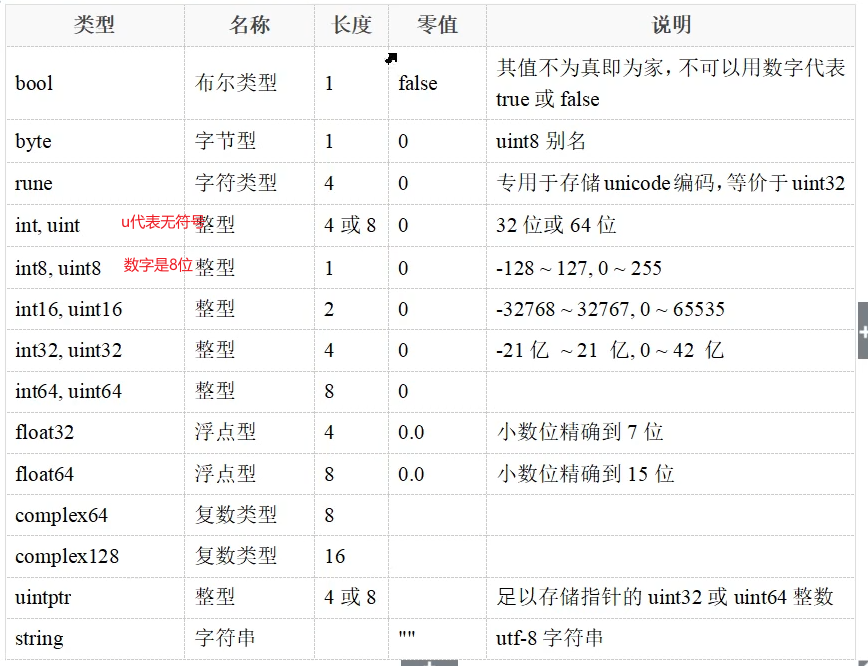 类型 名称 长度 零值 说明
bool 布尔类型 1 false 其值不为真即为家，不可以用数字代表
true 或 false
byte 字节型 1 0 uint8 别名
rune 字符类型 4 0 专用于存储 unicode 编码，等价于 uint32
int, uint u代表无符号 整型 4 或 8 0 32 位或 64 位
int8, uint8 数字是8位 整型 1 0 -128 ~ 127, 0 ~ 255
int16, uint16 整型 2 0 -32768 ~ 32767, 0 ~ 65535
int32, uint32 整型 4 0 -21 亿 ~ 21 亿, 0 ~ 42 亿
int64, uint64 整型 8 0
float32 浮点型 4 0.0 小数位精确到 7 位
float64 浮点型 8 0.0 小数位精确到 15 位
complex64 复数类型 8
complex128 复数类型 16
uintptr 整型 4 或 8 足以存储指针的 uint32 或 uint64 整数
string 字符串 "" utf-8 字符串